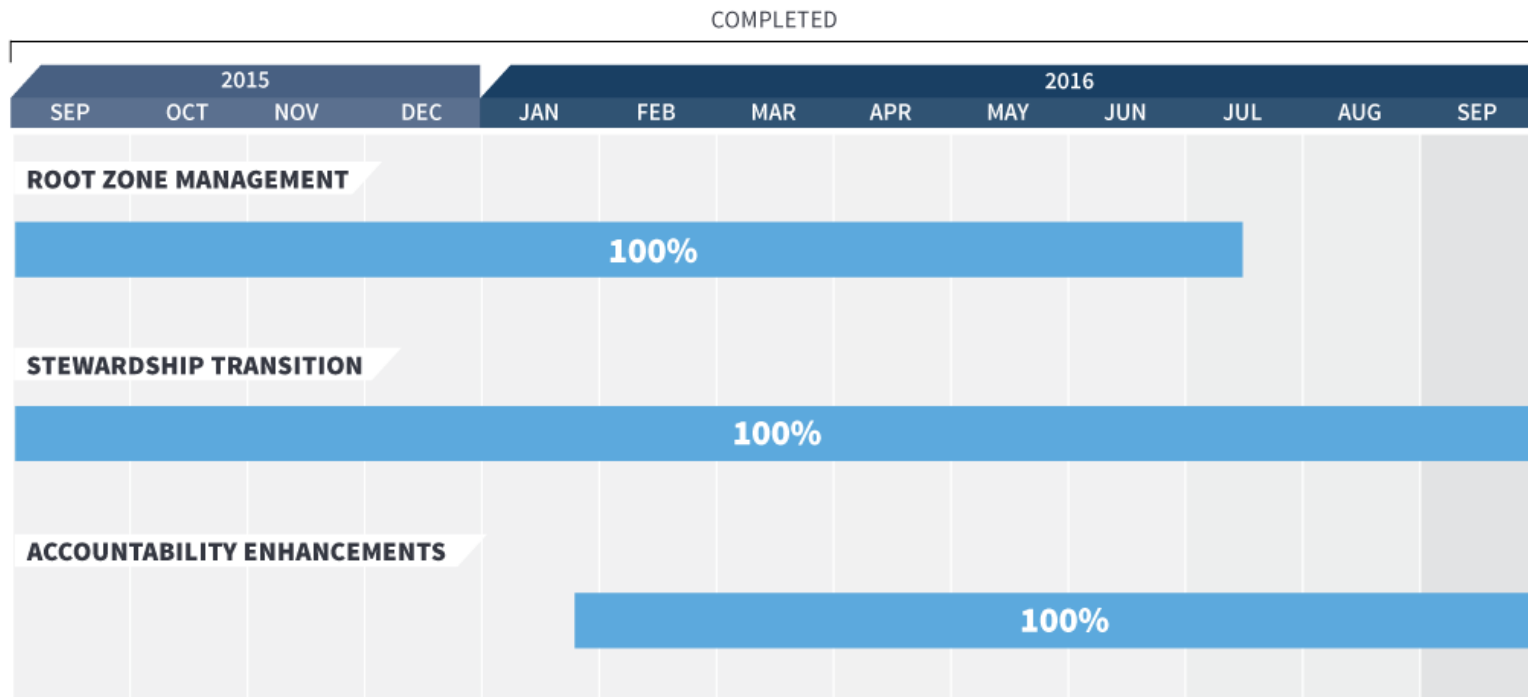 COMPLETED
2015 2016
SEP OCT NOV DEC JAN FEB MAR APR MAY JUN JUL AUG SEP
ROOT ZONE MANAGEMENT
100%
STEWARDSHIP TRANSITION
100%
ACCOUNTABILITY ENHANCEMENTS
100%